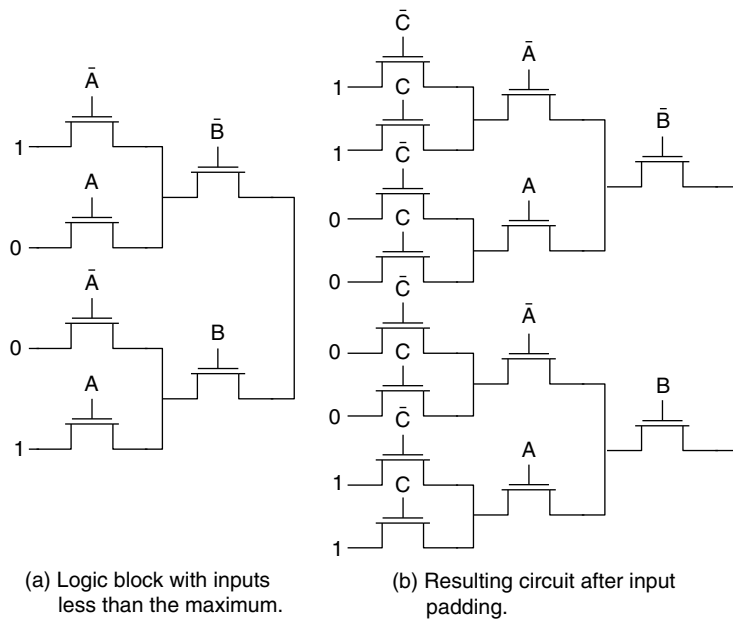 Ā
1
A
0
Ā
0
A
1
B̄
B
C̄
1
C
1
C̄
0
C
0
C̄
0
C
0
C̄
1
C
1
Ā
A
Ā
A
B̄
B
(a) Logic block with inputs
less than the maximum.
(b) Resulting circuit after input
padding.